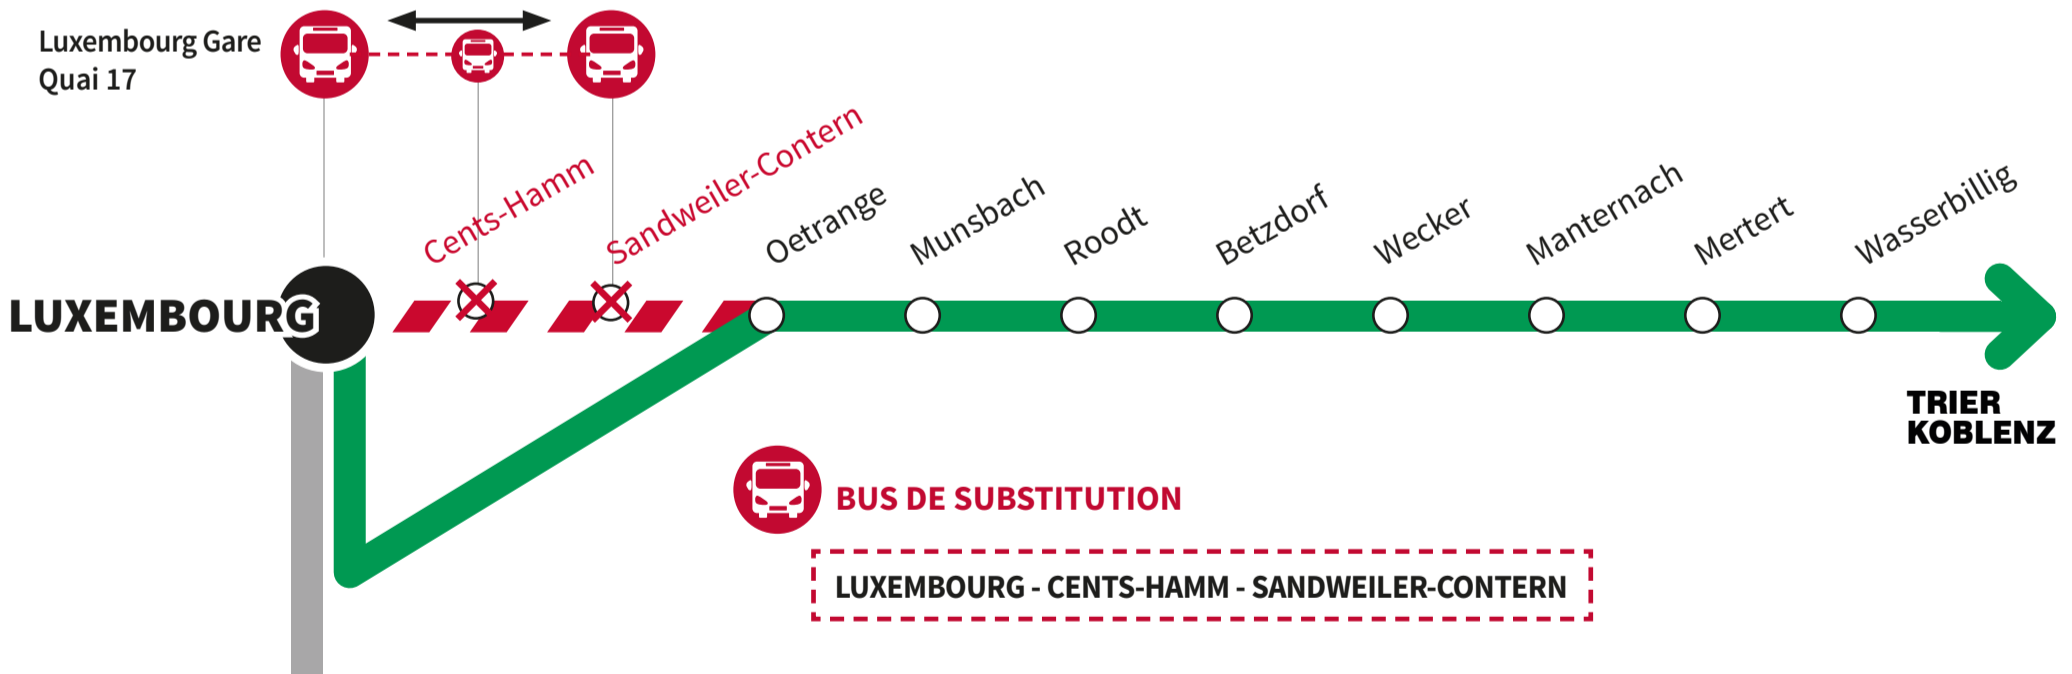 Luxembourg Gare
Quai 17
Cents-Hamm
Sandweiler-Contern
Oetrange
Munsbach
Roodt
Betzdorf
Wecker
Manternach
Mertert
Wasserbillig
LUXEMBOURG
TRIER
KOBLENZ
BUS DE SUBSTITUTION
LUXEMBOURG - CENTS-HAMM - SANDWEILER-CONTERN